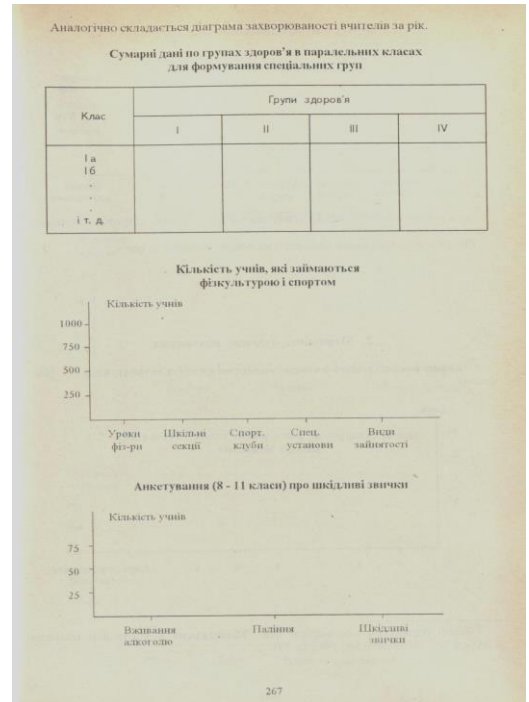 Аналогічно складається діаграма захворюваності вчителів за рік.
Сумарні дані по групах здоров'я в паралельних класах
для формування спеціальних груп
Клас
Групи здоров'я
I II III IV
I а
I б
.
.
.
і т. д.
Кількість учнів, які займаються
фізкультурою і спортом
Кількість учнів
1000
750
500
250
Уроки Шкільні Спорт. Спец. Види
фіз-ри секції клуби установи зайнятості
Анкетування (8 - 11 класи) про шкідливі звички
Кількість учнів
75
50
25
Вживання Паління Шкідливі
алкоголю звички
267